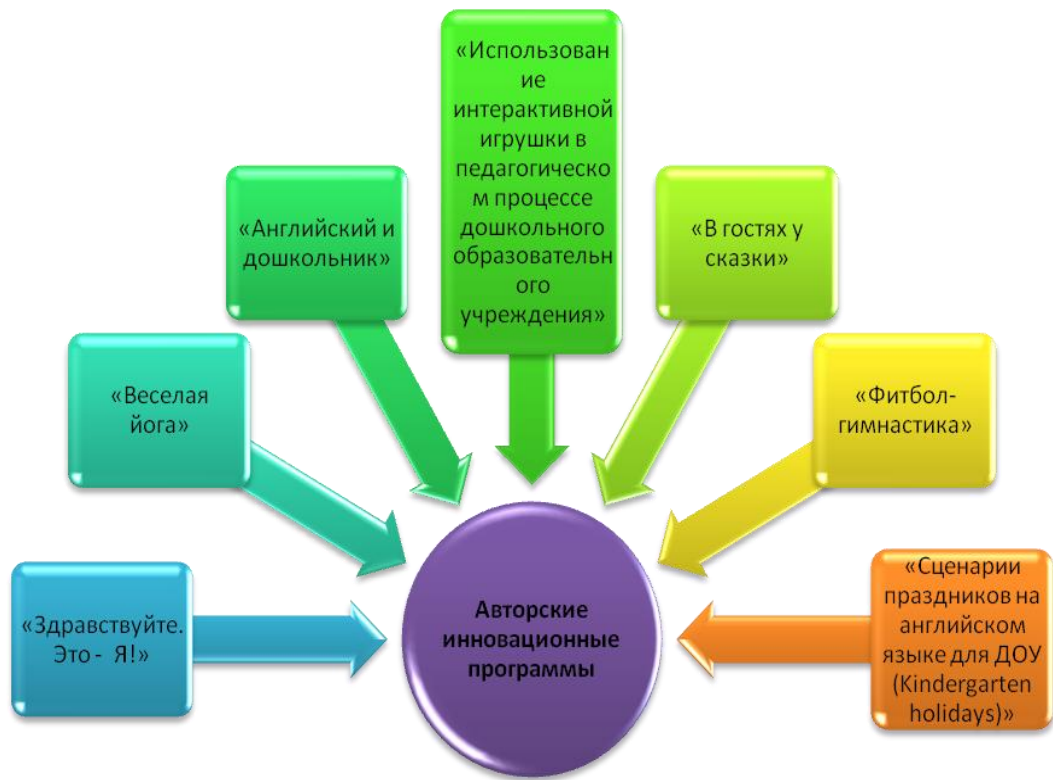 «Использован
ие
интерактивной
игрушки в
педагогическо
м процессе
дошкольного
образовательн
ого
учреждения»
«Английский и
дошкольник»
«В гостях у
сказки»
«Веселая
йога»
«Фитбол-
гимнастика»
«Здравствуйте.
Это - Я!»
Авторские
инновационные
программы
«Сценарии
праздников на
английском
языке для ДОУ
(Kindergarten
holidays)»